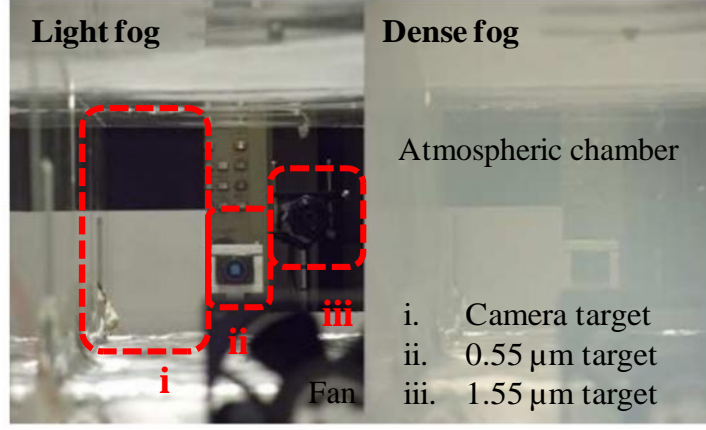 Light fog
Dense fog
Atmospheric chamber
iii
ii
i
Fan
i. Camera target
ii. 0.55 µm target
iii. 1.55 µm target